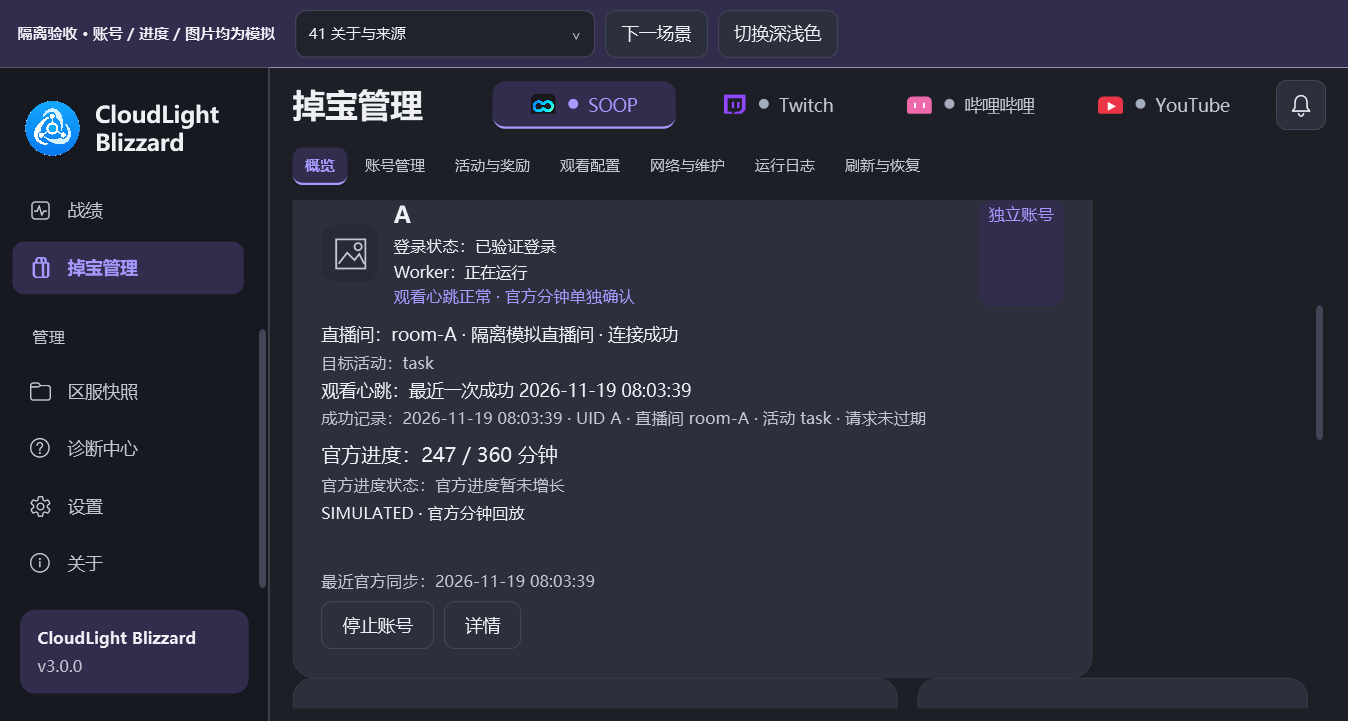 隔离验收 • 账号 / 进度 / 图片均为模拟
41 关于与来源
下一场景
切换深浅色
CloudLight
Blizzard
战绩
掉宝管理
管理
区服快照
诊断中心
设置
关于
CloudLight Blizzard
v3.0.0
掉宝管理
SOOP
Twitch
哔哩哔哩
YouTube
概览
账号管理
活动与奖励
观看配置
网络与维护
运行日志
刷新与恢复
A
独立账号
登录状态：已验证登录
Worker：正在运行
观看心跳正常 · 官方分钟单独确认
直播间：room-A · 隔离模拟直播间 · 连接成功
目标活动：task
观看心跳：最近一次成功 2026-11-19 08:03:39
成功记录：2026-11-19 08:03:39 · UID A · 直播间 room-A · 活动 task · 请求未过期
官方进度：247 / 360 分钟
官方进度状态：官方进度暂未增长
SIMULATED · 官方分钟回放
最近官方同步：2026-11-19 08:03:39
停止账号
详情